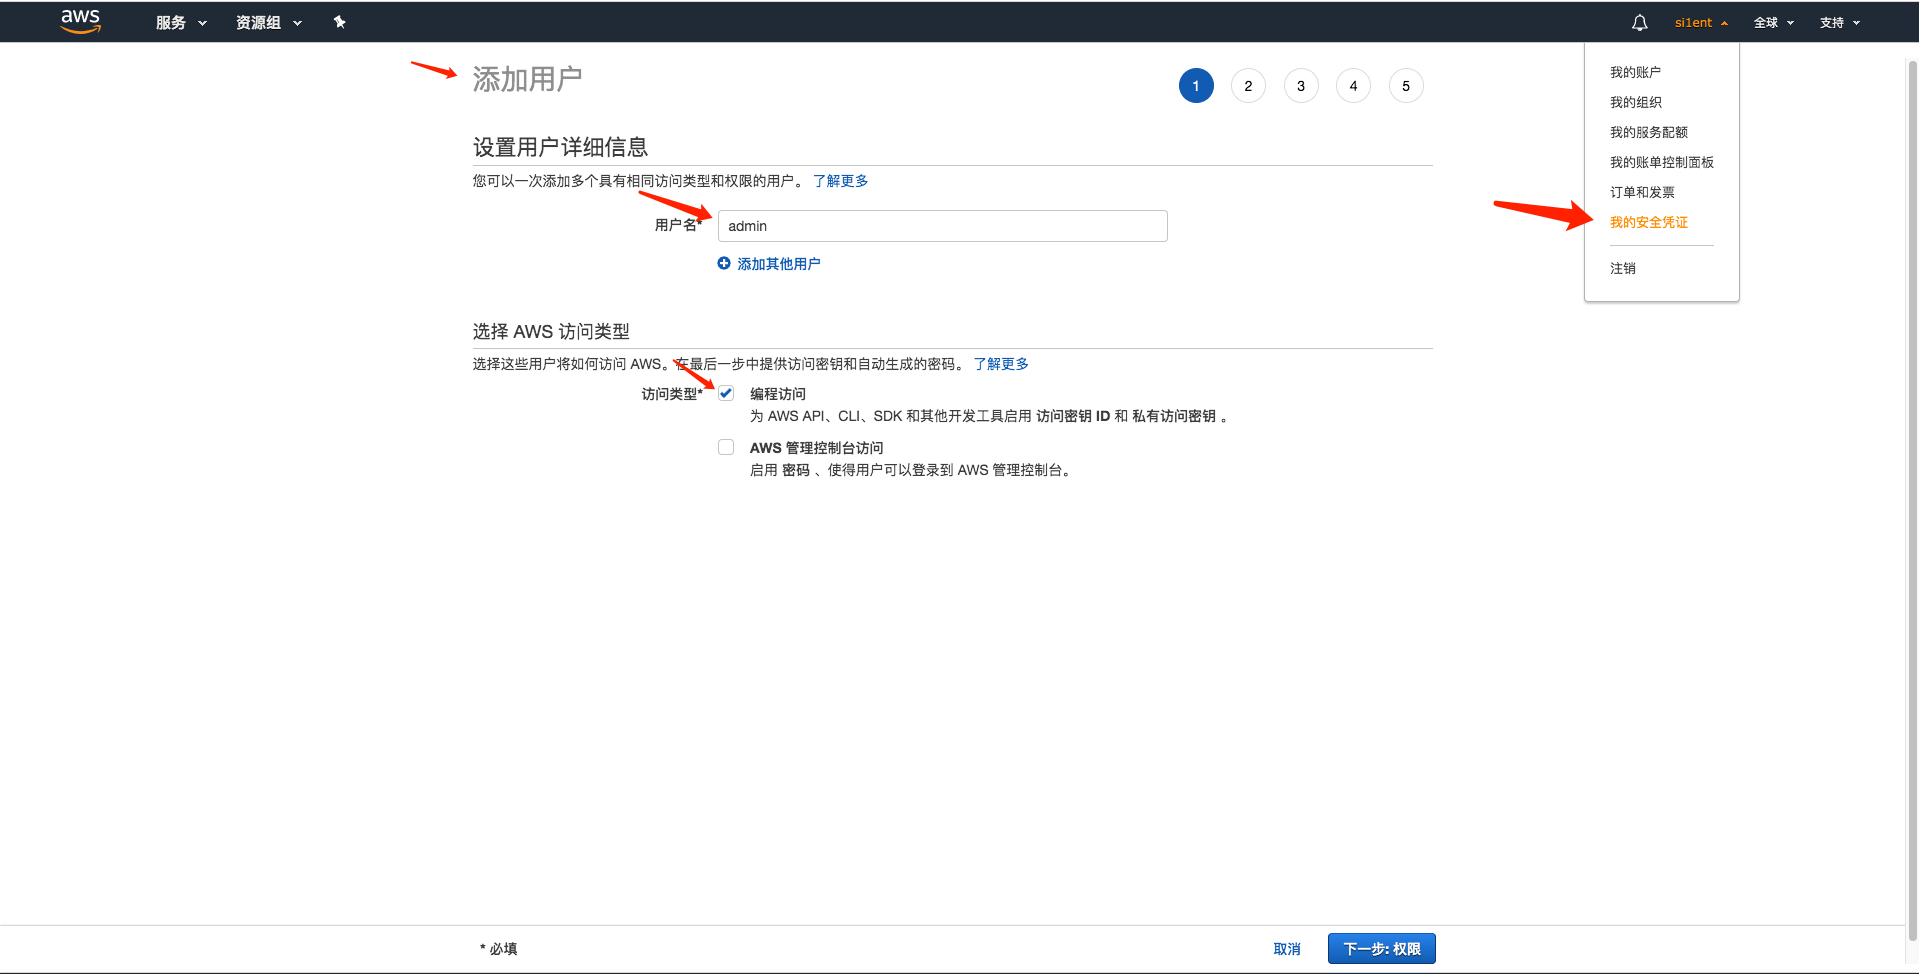 aws 服务 资源组 si1ent 全球 支持
添加用户
1 2 3 4 5
我的账户
我的组织
我的服务配额
我的账单控制面板
订单和发票
我的安全凭证
注销
设置用户详细信息
您可以一次添加多个具有相同访问类型和权限的用户。 了解更多
用户名* admin
添加其他用户
选择 AWS 访问类型
选择这些用户将如何访问 AWS。在最后一步中提供访问密钥和自动生成的密码。 了解更多
访问类型* 编程访问
为 AWS API、CLI、SDK 和其他开发工具启用 访问密钥 ID 和 私有访问密钥 。
AWS 管理控制台访问
启用 密码 、使得用户可以登录到 AWS 管理控制台。
* 必填 取消 下一步: 权限